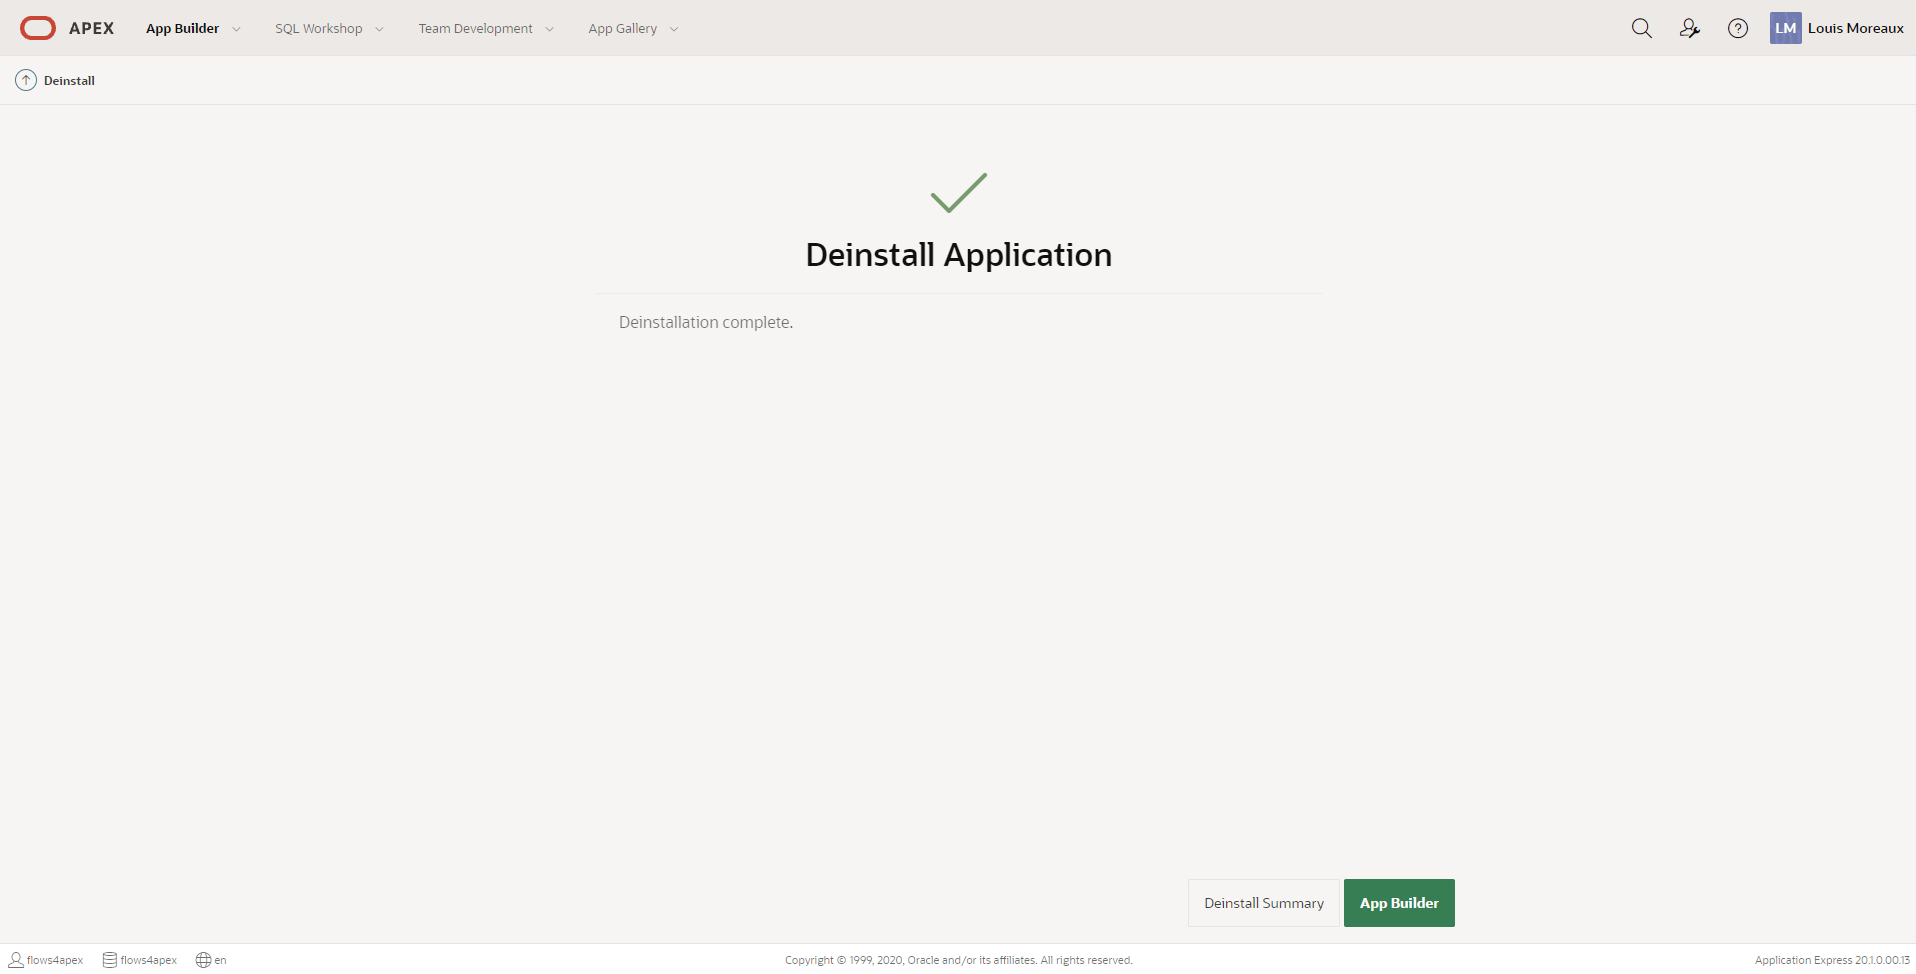 APEX App Builder SQL Workshop Team Development App Gallery ? LM Louis Moreaux
Deinstall
Deinstall Application
Deinstallation complete.
Deinstall Summary App Builder
flows4apex flows4apex en Copyright © 1999, 2020, Oracle and/or its affiliates. All rights reserved. Application Express 20.1.0.00.13